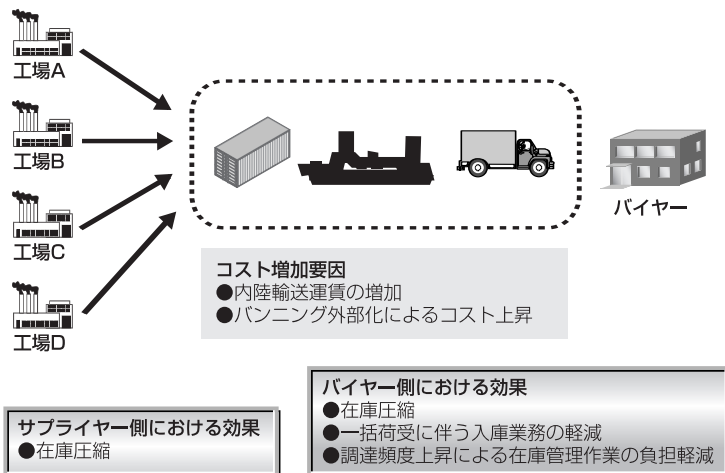 工場A
工場B
工場C
工場D
バイヤー
コスト増加要因
●内陸輸送運賃の増加
●バンニング外部化によるコスト上昇
サプライヤー側における効果
●在庫圧縮
バイヤー側における効果
●在庫圧縮
●一括荷受に伴う入庫業務の軽減
●調達頻度上昇による在庫管理作業の負担軽減